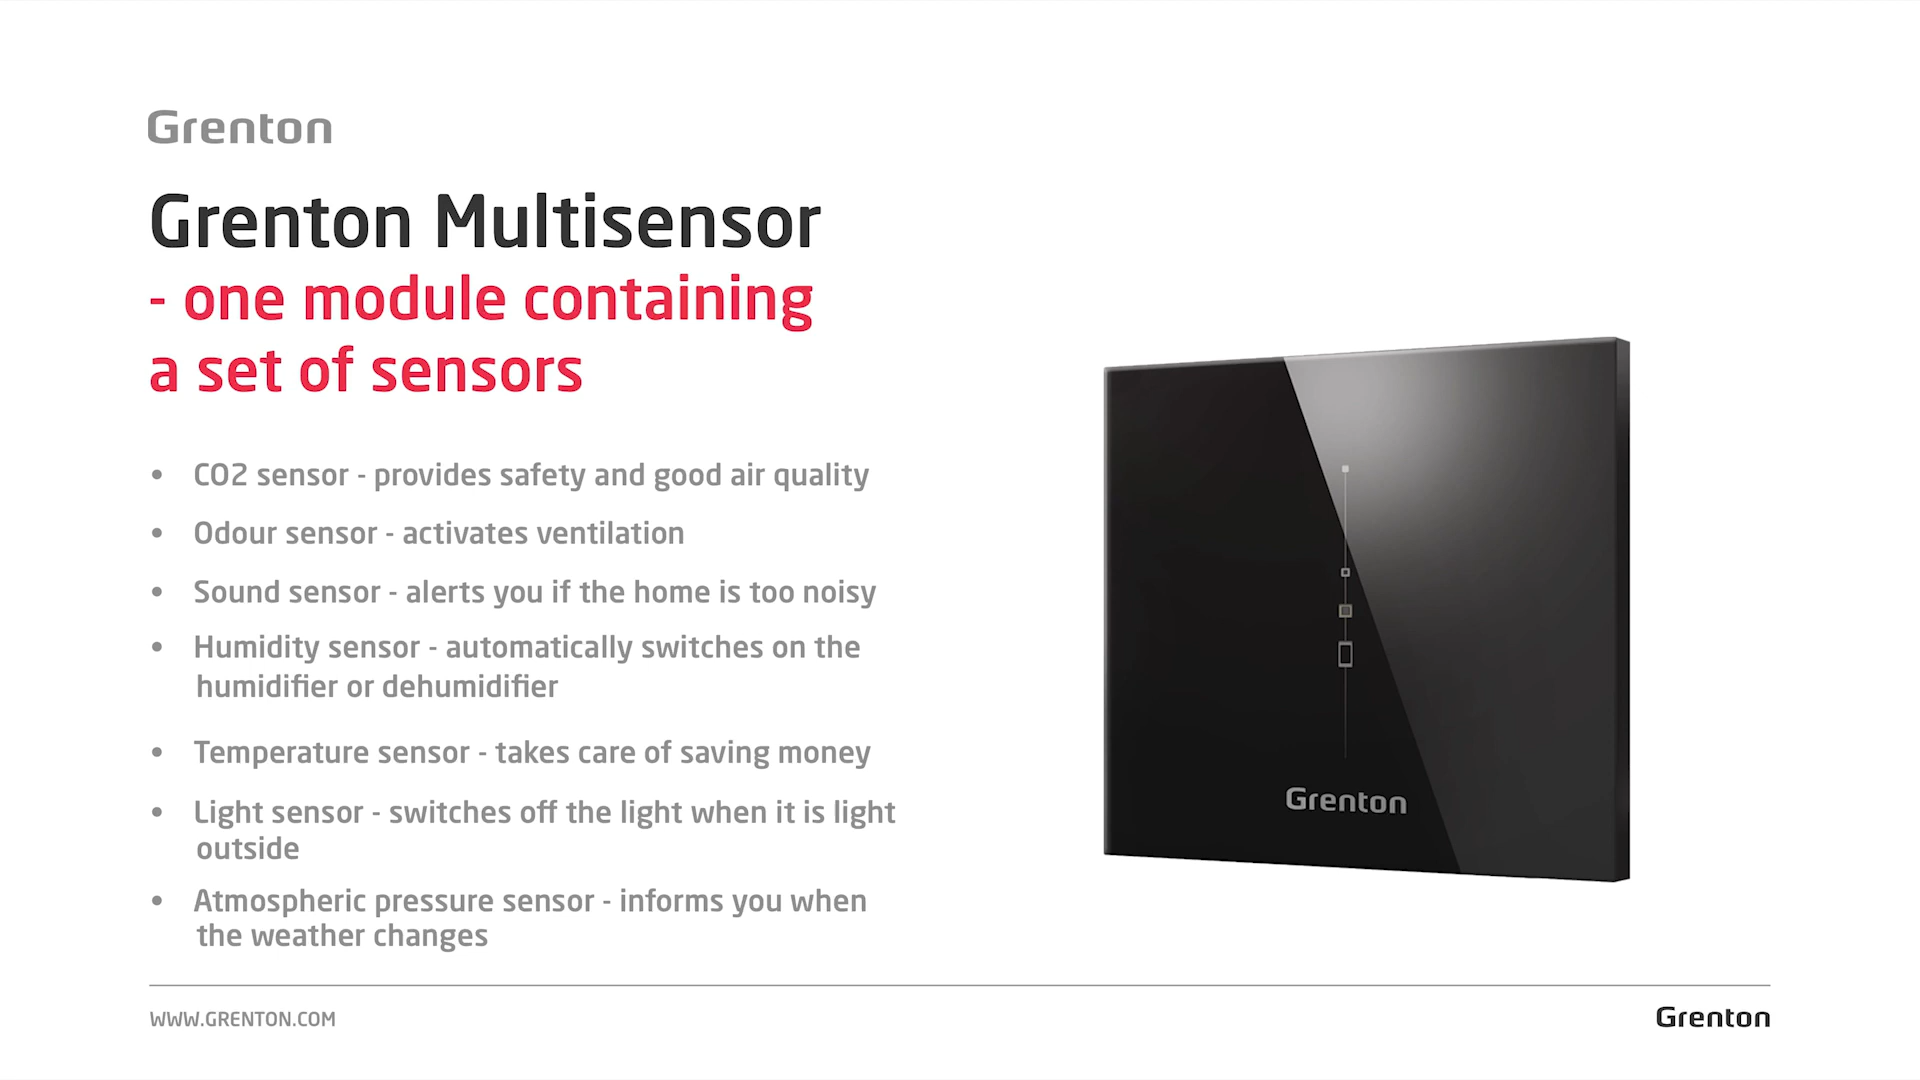 Grenton
Grenton Multisensor
- one module containing
a set of sensors
• CO2 sensor - provides safety and good air quality
• Odour sensor - activates ventilation
• Sound sensor - alerts you if the home is too noisy
• Humidity sensor - automatically switches on the
humidifier or dehumidifier
• Temperature sensor - takes care of saving money
• Light sensor - switches off the light when it is light
outside
• Atmospheric pressure sensor - informs you when
the weather changes
Grenton
WWW.GRENTON.COM
Grenton